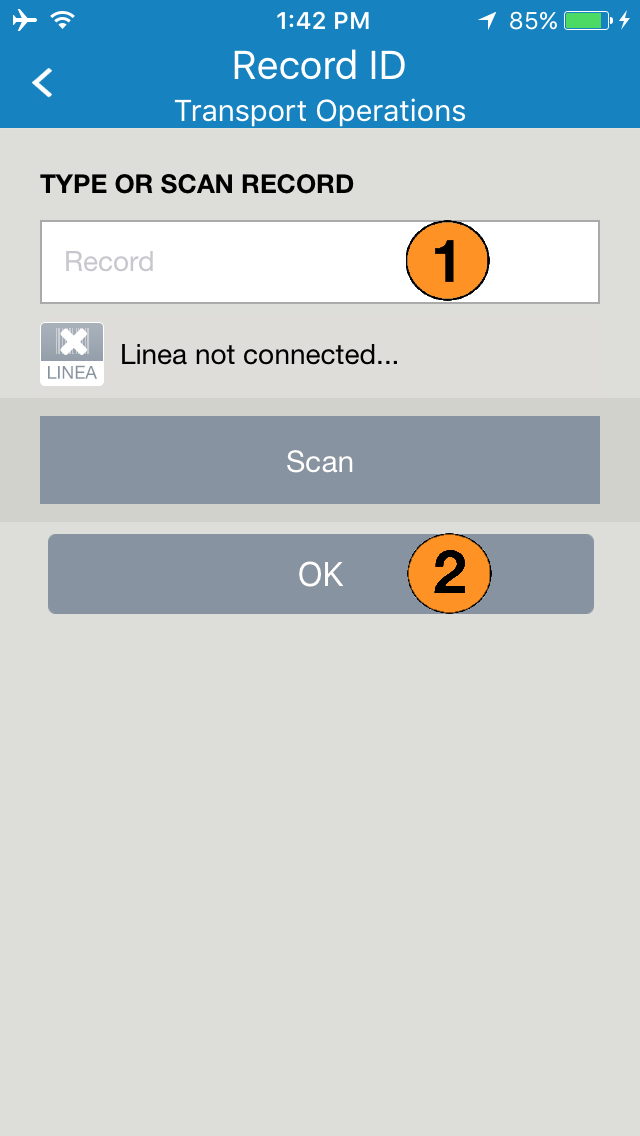 1:42 PM 85%
Record ID
Transport Operations
TYPE OR SCAN RECORD
Record 1
LINEA Linea not connected...
Scan
OK 2